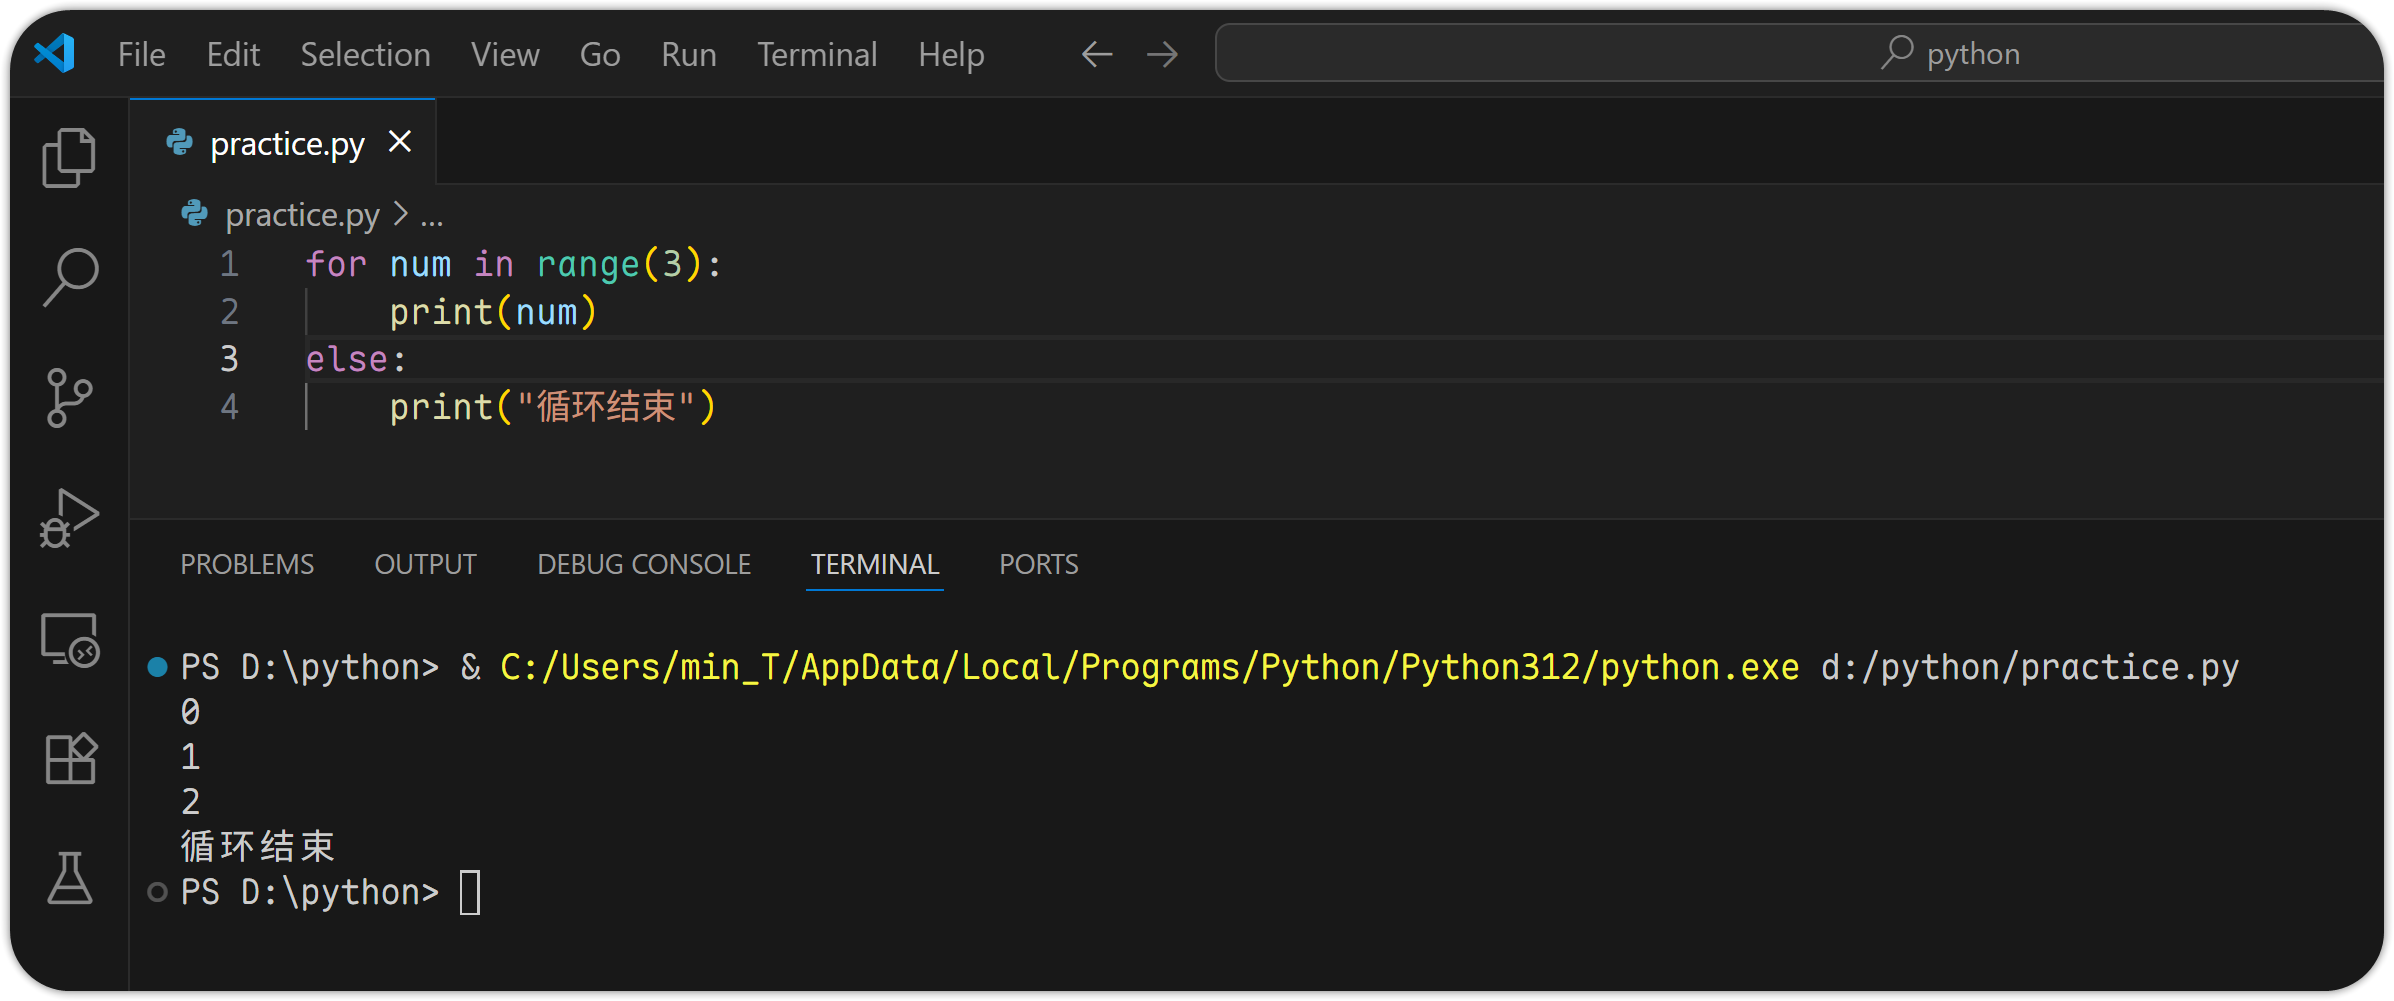 File Edit Selection View Go Run Terminal Help python
practice.py
practice.py > ...
1 for num in range(3):
2     print(num)
3 else:
4     print("循环结束")
PROBLEMS OUTPUT DEBUG CONSOLE TERMINAL PORTS
PS D:\python> & C:/Users/min_T/AppData/Local/Programs/Python/Python312/python.exe d:/python/practice.py
0
1
2
循环结束
PS D:\python>